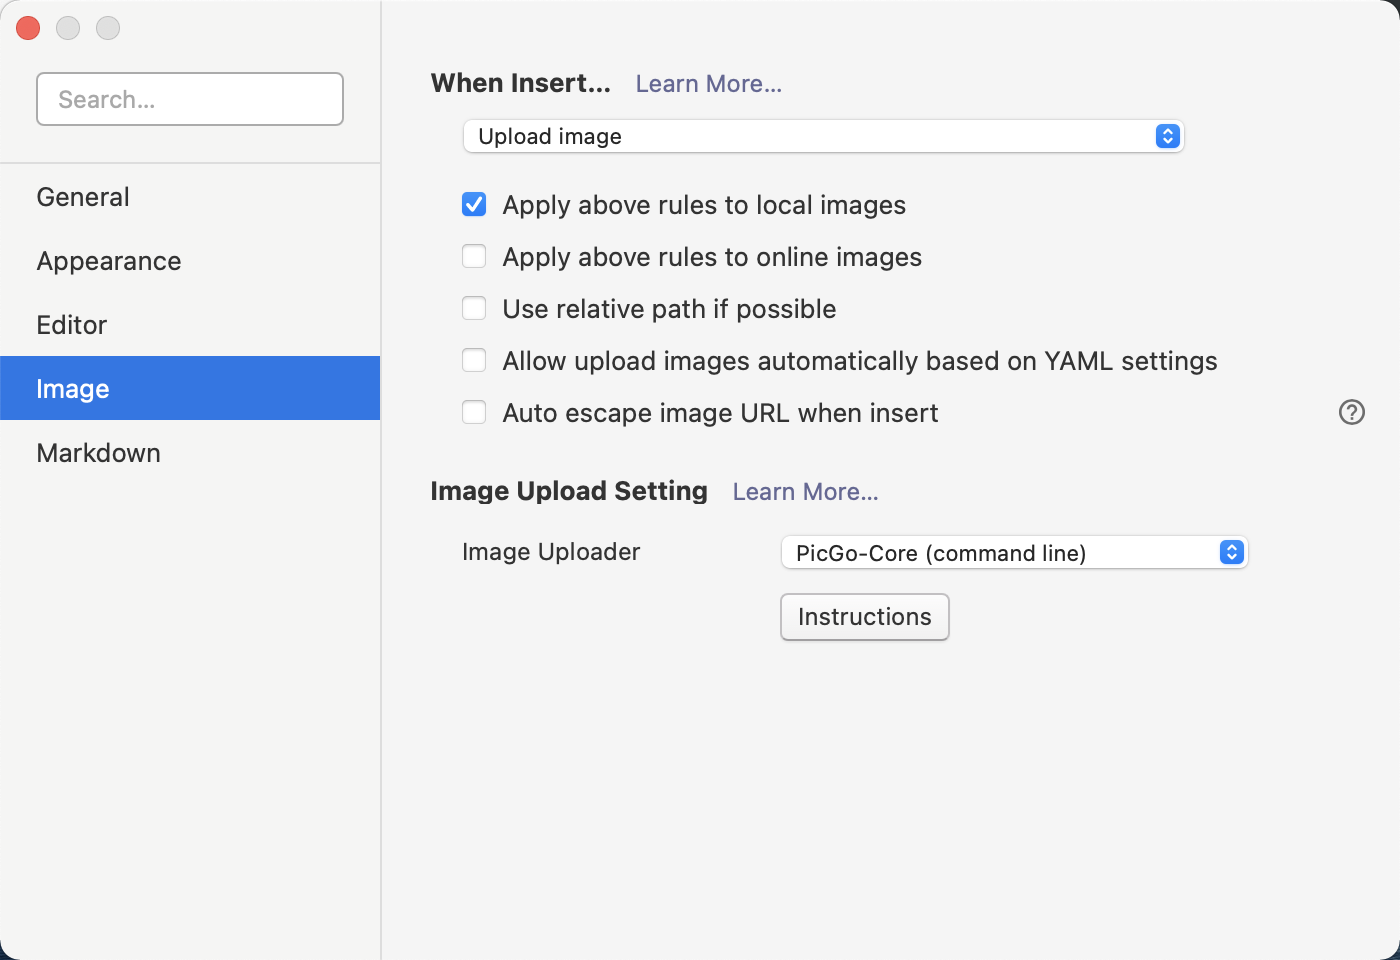 Search...
General
Appearance
Editor
Image
Markdown
When Insert... Learn More...
Upload image
Apply above rules to local images
Apply above rules to online images
Use relative path if possible
Allow upload images automatically based on YAML settings
Auto escape image URL when insert ?
Image Upload Setting Learn More...
Image Uploader PicGo-Core (command line)
Instructions